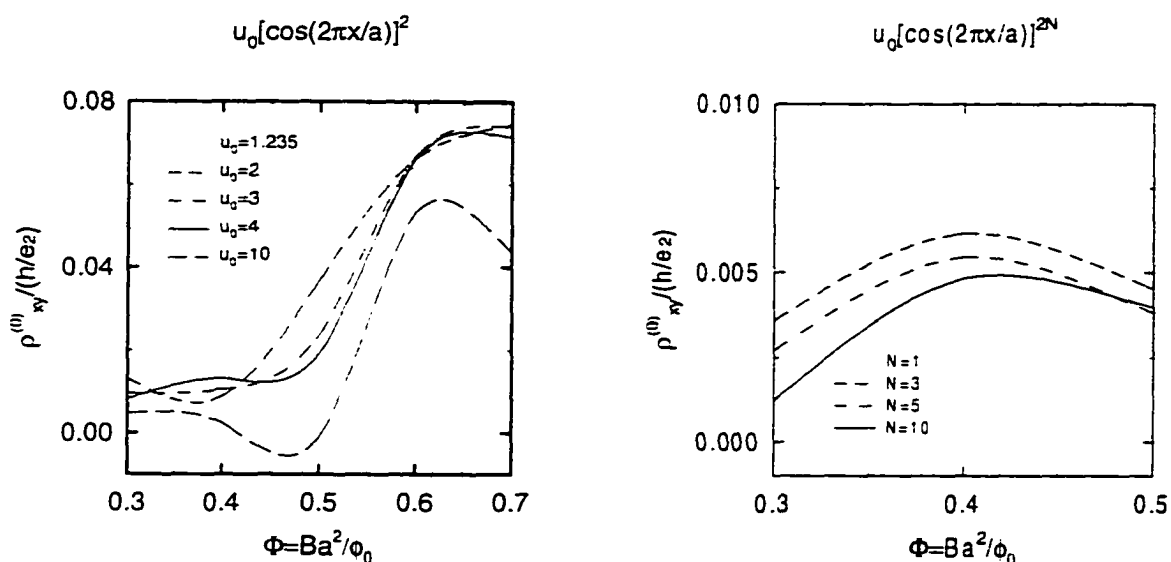 u₀[cos(2πx/a)]²
0.08
0.04
0.00
ρ⁽⁰⁾xy/(h/e2)
u₀=1.235
u₀=2
u₀=3
u₀=4
u₀=10
0.3 0.4 0.5 0.6 0.7
Φ=Ba²/ϕ₀
u₀[cos(2πx/a)]²ᴺ
0.010
0.005
0.000
ρ⁽⁰⁾xy/(h/e2)
N=1
N=3
N=5
N=10
0.3 0.4 0.5
Φ=Ba²/ϕ₀